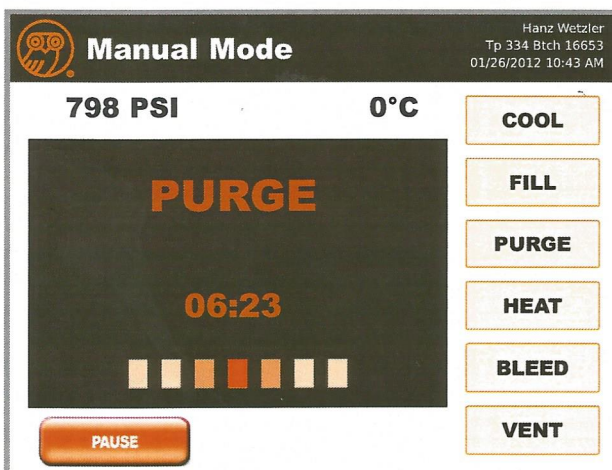 Manual Mode
Hanz Wetzler
Tp 334 Btch 16653
01/26/2012 10:43 AM
798 PSI
0°C
PURGE
06:23
PAUSE
COOL
FILL
PURGE
HEAT
BLEED
VENT